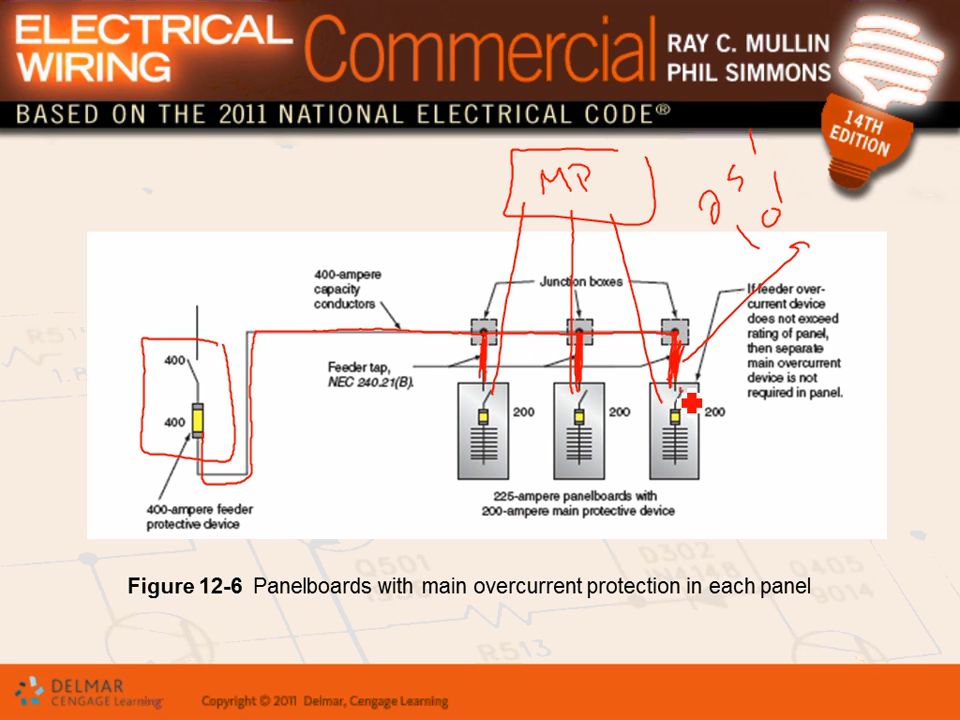 ELECTRICAL
WIRING
Commercial
RAY C. MULLIN
PHIL SIMMONS
BASED ON THE 2011 NATIONAL ELECTRICAL CODE®
14TH
EDITION
MP
25'
10'
400-ampere
capacity
conductors
Junction boxes
If feeder over-
current device
does not exceed
rating of panel,
then separate
main overcurrent
device is not
required in panel.
400
Feeder tap,
NEC 240.21(B).
400
200
200
200
400-ampere feeder
protective device
225-ampere panelboards with
200-ampere main protective device
Figure 12-6 Panelboards with main overcurrent protection in each panel
R513
DELMAR
CENGAGE Learning
Copyright © 2011 Delmar, Cengage Learning